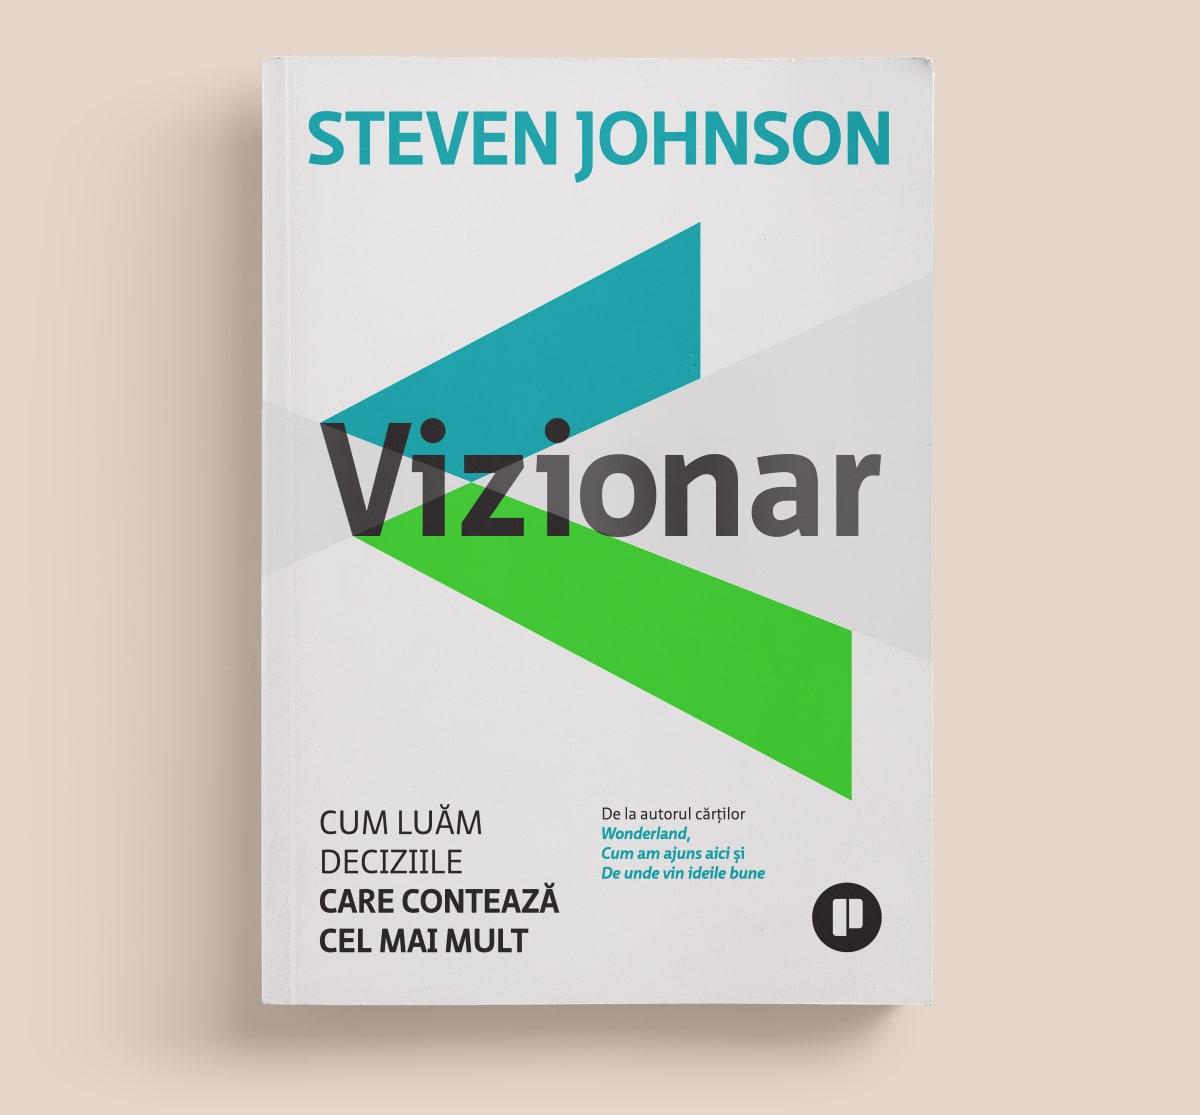 STEVEN JOHNSON
Vizionar
CUM LUĂM
DECIZIILE
CARE CONTEAZĂ
CEL MAI MULT
De la autorul cărților
Wonderland,
Cum am ajuns aici și
De unde vin ideile bune